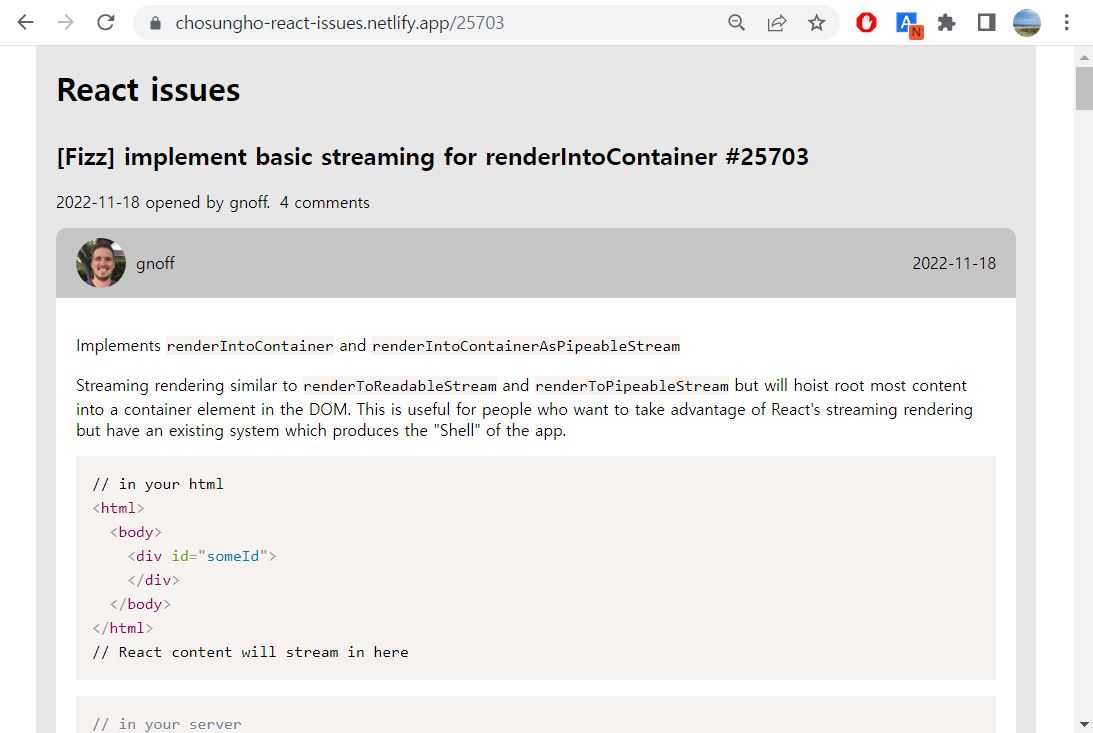 chosungho-react-issues.netlify.app/25703
A
N
React issues
[Fizz] implement basic streaming for renderIntoContainer #25703
2022-11-18 opened by gnoff. 4 comments
gnoff
2022-11-18
Implements renderIntoContainer and renderIntoContainerAsPipeableStream
Streaming rendering similar to renderToReadableStream and renderToPipeableStream but will hoist root most content
into a container element in the DOM. This is useful for people who want to take advantage of React's streaming rendering
but have an existing system which produces the "Shell" of the app.
// in your html
<html>
  <body>
    <div id="someId">
    </div>
  </body>
</html>
// React content will stream in here
// in your server